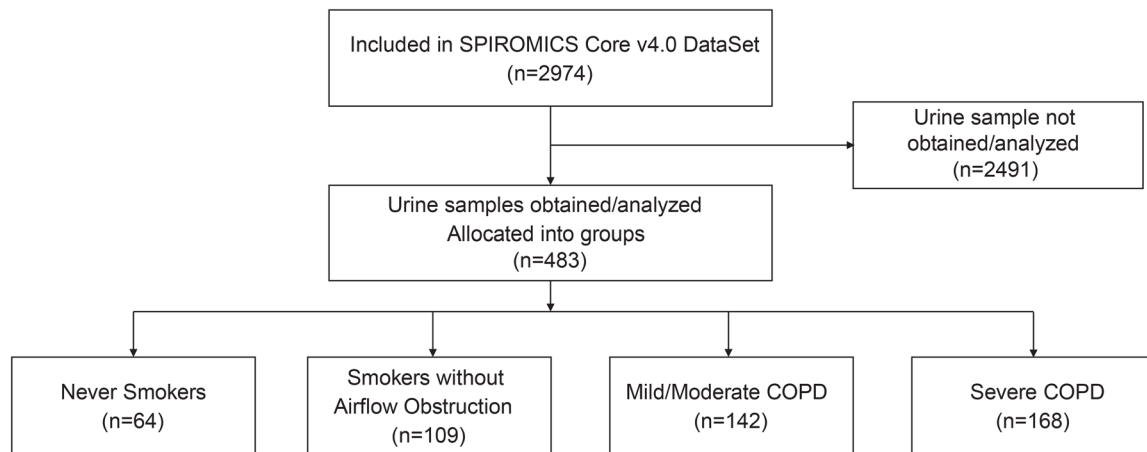 Included in SPIROMICS Core v4.0 DataSet
(n=2974)
Urine sample not
obtained/analyzed
(n=2491)
Urine samples obtained/analyzed
Allocated into groups
(n=483)
Never Smokers
(n=64)
Smokers without
Airflow Obstruction
(n=109)
Mild/Moderate COPD
(n=142)
Severe COPD
(n=168)